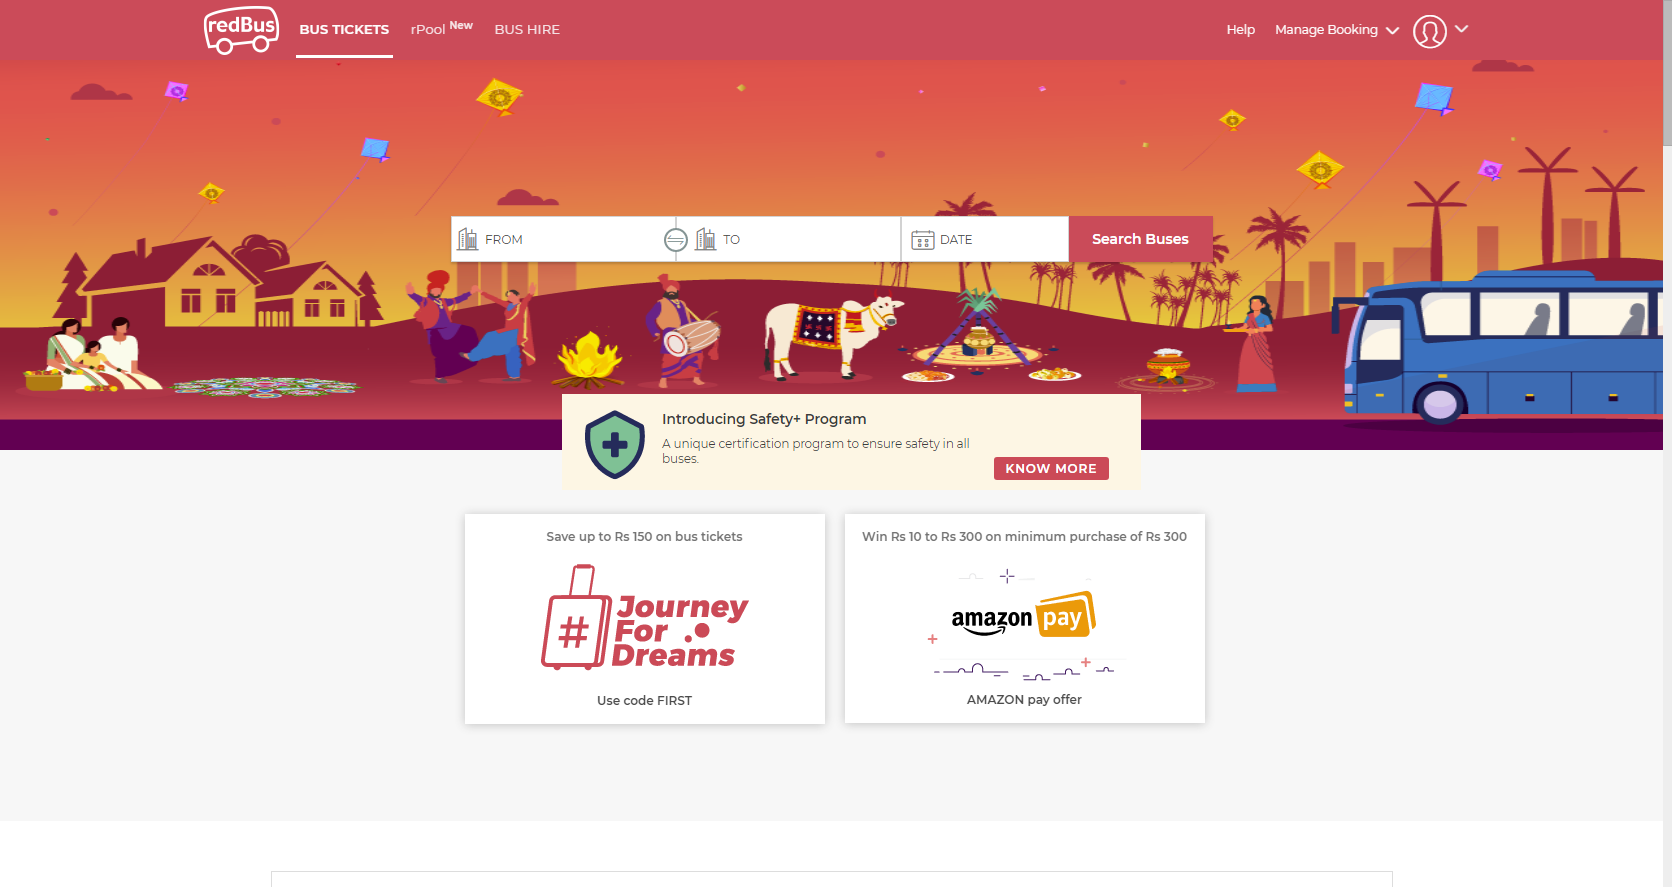 redBus
BUS TICKETS
rPool New
BUS HIRE
Help
Manage Booking
FROM
TO
DATE
Search Buses
Introducing Safety+ Program
A unique certification program to ensure safety in all
buses.
KNOW MORE
Save up to Rs 150 on bus tickets
#
Journey
For
Dreams
Use code FIRST
Win Rs 10 to Rs 300 on minimum purchase of Rs 300
amazon pay
AMAZON pay offer